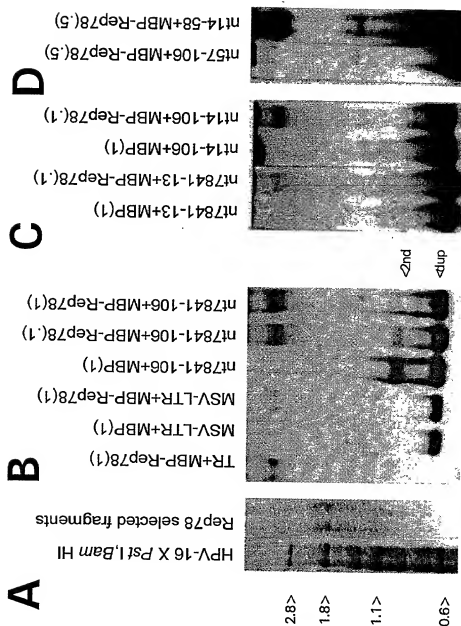 A
HPV-16 X Pst I, Bam HI
Rep78 selected fragments
2.8>
1.8>
1.1>
0.6>
B
TR+MBP-Rep78(1)
MSV-LTR+MBP(1)
MSV-LTR+MBP-Rep78(1)
nt7841-106+MBP(1)
nt7841-106+MBP-Rep78(.1)
nt7841-106+MBP-Rep78(1)
<2nd
<dup
C
nt7841-13+MBP(1)
nt7841-13+MBP-Rep78(.1)
nt14-106+MBP(1)
nt14-106+MBP-Rep78(.1)
D
nt57-106+MBP-Rep78(.5)
nt14-58+MBP-Rep78(.5)